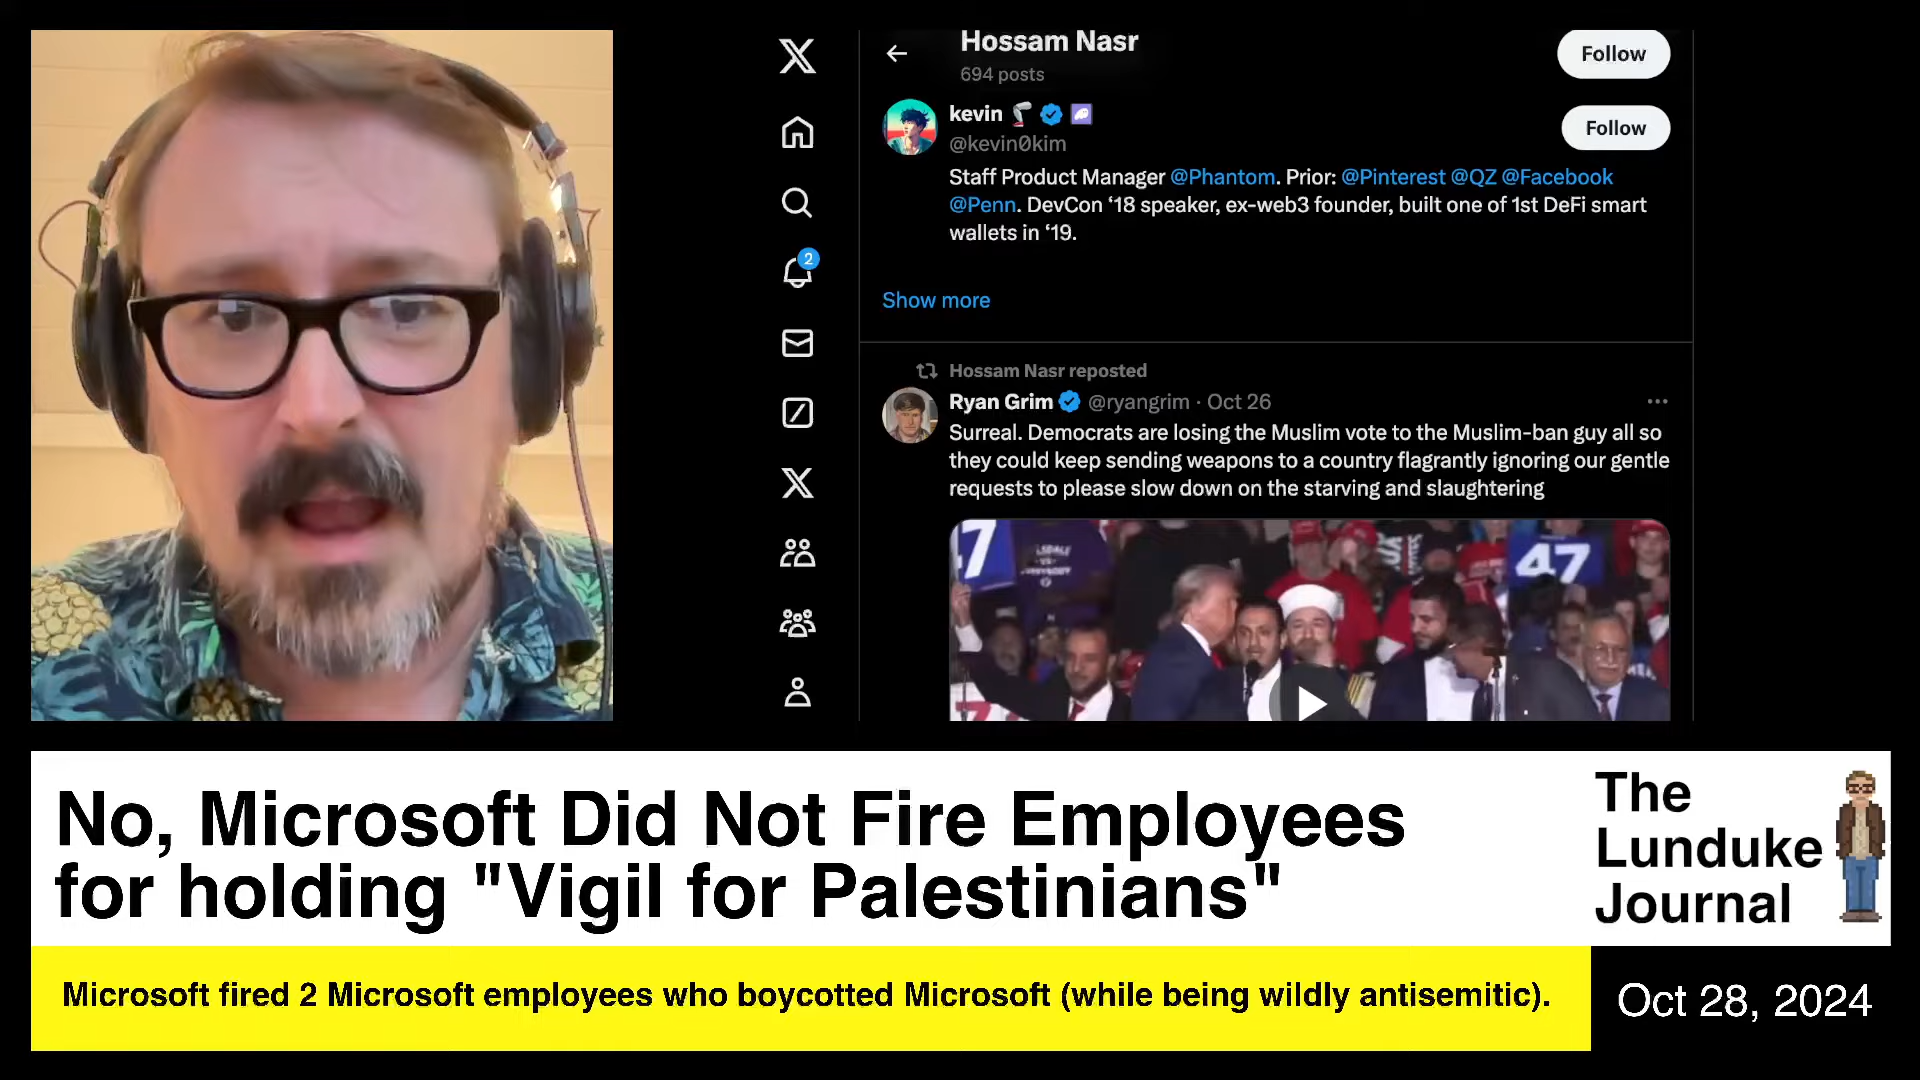 Hossam Nasr
694 posts
Follow
kevin
@kevin0kim
Follow
Staff Product Manager @Phantom. Prior: @Pinterest @QZ @Facebook
@Penn. DevCon ‘18 speaker, ex-web3 founder, built one of 1st DeFi smart
wallets in ‘19.
Show more
2
Hossam Nasr reposted
Ryan Grim @ryangrim · Oct 26
Surreal. Democrats are losing the Muslim vote to the Muslim-ban guy all so
they could keep sending weapons to a country flagrantly ignoring our gentle
requests to please slow down on the starving and slaughtering
47
No, Microsoft Did Not Fire Employees
for holding "Vigil for Palestinians"
The
Lunduke
Journal
Microsoft fired 2 Microsoft employees who boycotted Microsoft (while being wildly antisemitic).
Oct 28, 2024